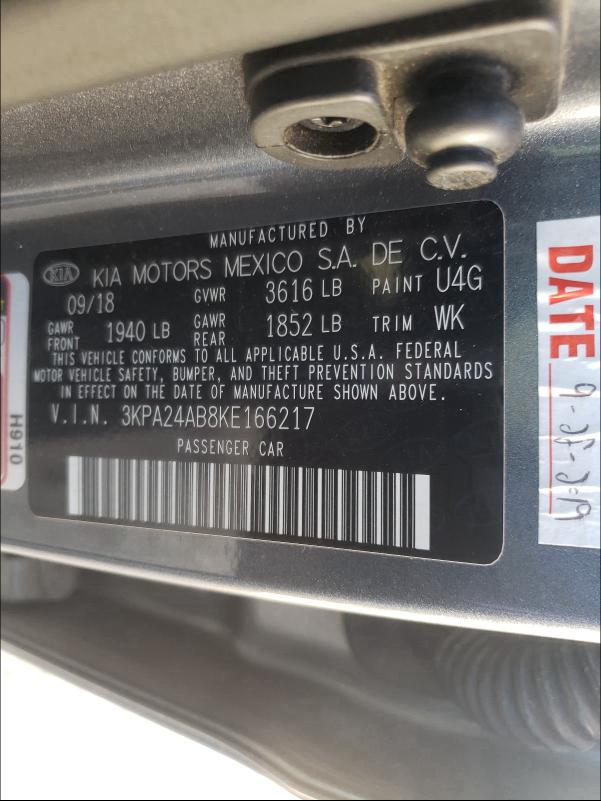 MANUFACTURED BY
KIA KIA MOTORS MEXICO S.A. DE C.V.
09/18 GVWR 3616 LB PAINT U4G
GAWR FRONT 1940 LB GAWR REAR 1852 LB TRIM WK
THIS VEHICLE CONFORMS TO ALL APPLICABLE U.S.A. FEDERAL
MOTOR VEHICLE SAFETY, BUMPER, AND THEFT PREVENTION STANDARDS
IN EFFECT ON THE DATE OF MANUFACTURE SHOWN ABOVE.
V.I.N. 3KPA24AB8KE166217
PASSENGER CAR
H910
DATE